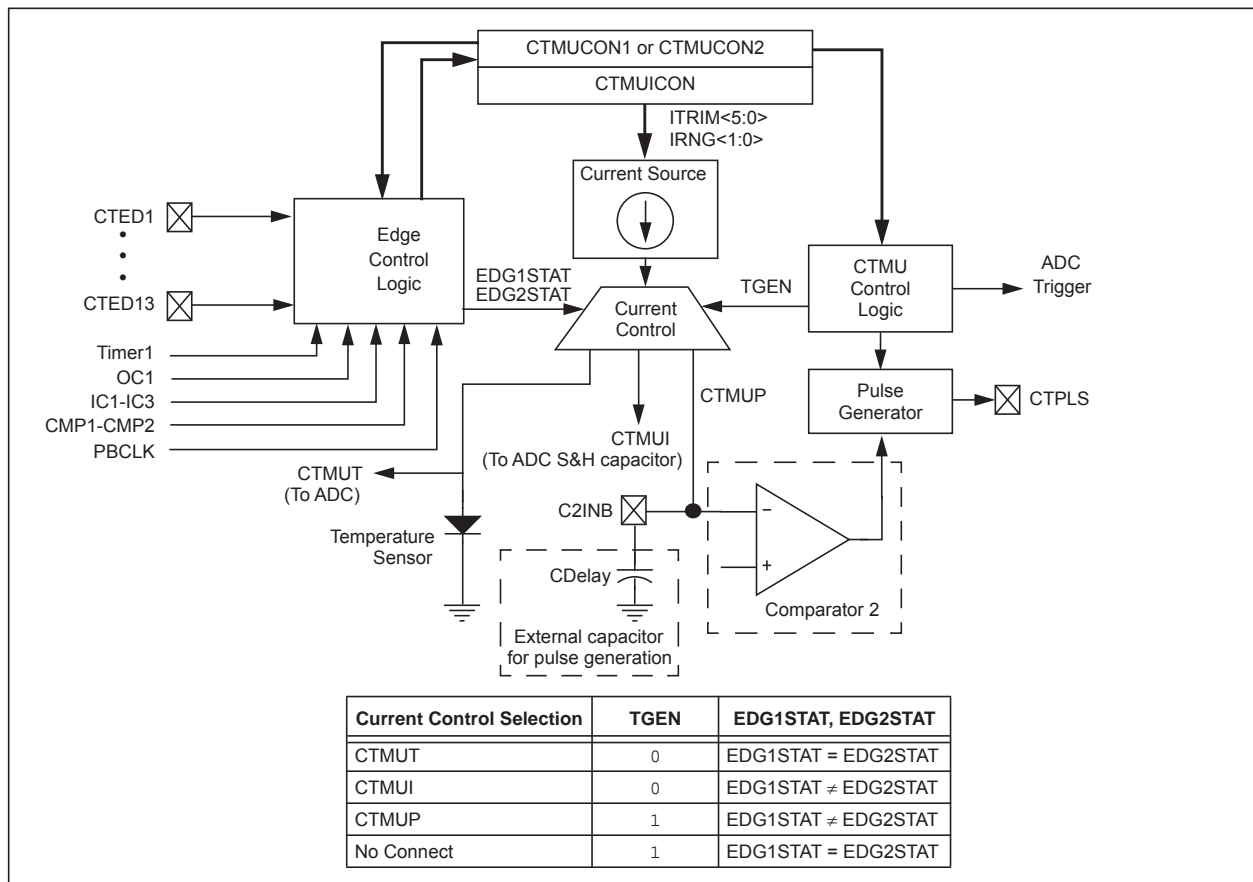 CTMUCON1 or CTMUCON2
CTMUICON
ITRIM<5:0>
IRNG<1:0>
Current Source
CTED1
CTED13
Edge
Control
Logic
EDG1STAT
EDG2STAT
Current
Control
TGEN
CTMU
Control
Logic
ADC
Trigger
Timer1
OC1
IC1-IC3
CMP1-CMP2
PBCLK
CTMUP
Pulse
Generator
CTPLS
CTMUT
(To ADC)
CTMUI
(To ADC S&H capacitor)
C2INB
Temperature
Sensor
CDelay
External capacitor
for pulse generation
−
+
Comparator 2
Current Control Selection TGEN EDG1STAT, EDG2STAT
CTMUT 0 EDG1STAT = EDG2STAT
CTMUI 0 EDG1STAT ≠ EDG2STAT
CTMUP 1 EDG1STAT ≠ EDG2STAT
No Connect 1 EDG1STAT = EDG2STAT